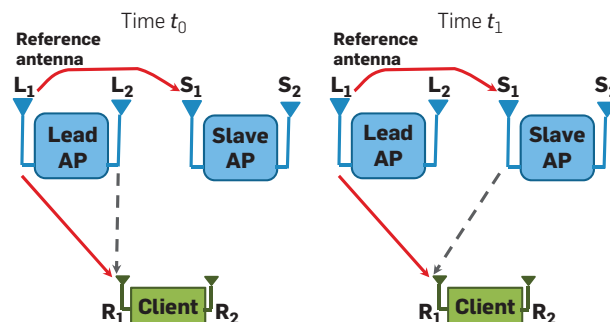 Time t0
Reference
antenna
L1
L2
S1
S2
Lead
AP
Slave
AP
R1
Client
R2
Time t1
Reference
antenna
L1
L2
S1
S2
Lead
AP
Slave
AP
R1
Client
R2